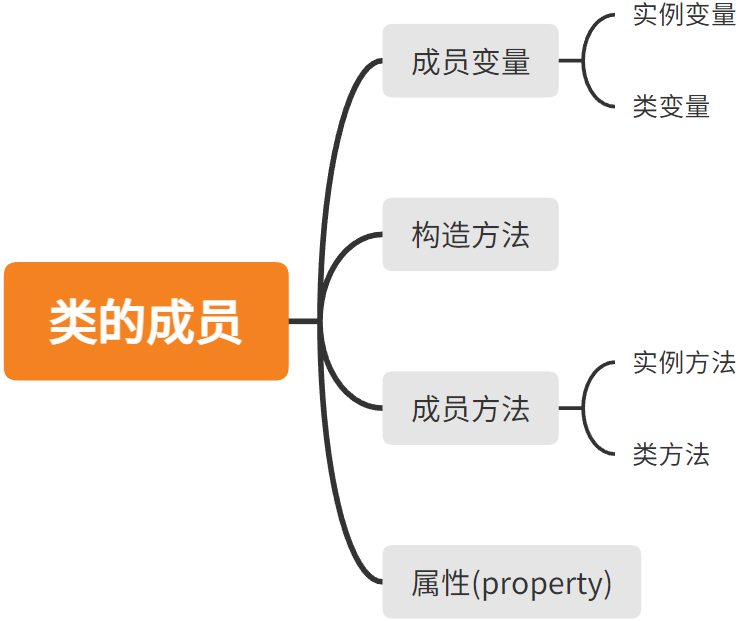 类的成员
成员变量
实例变量
类变量
构造方法
成员方法
实例方法
类方法
属性(property)